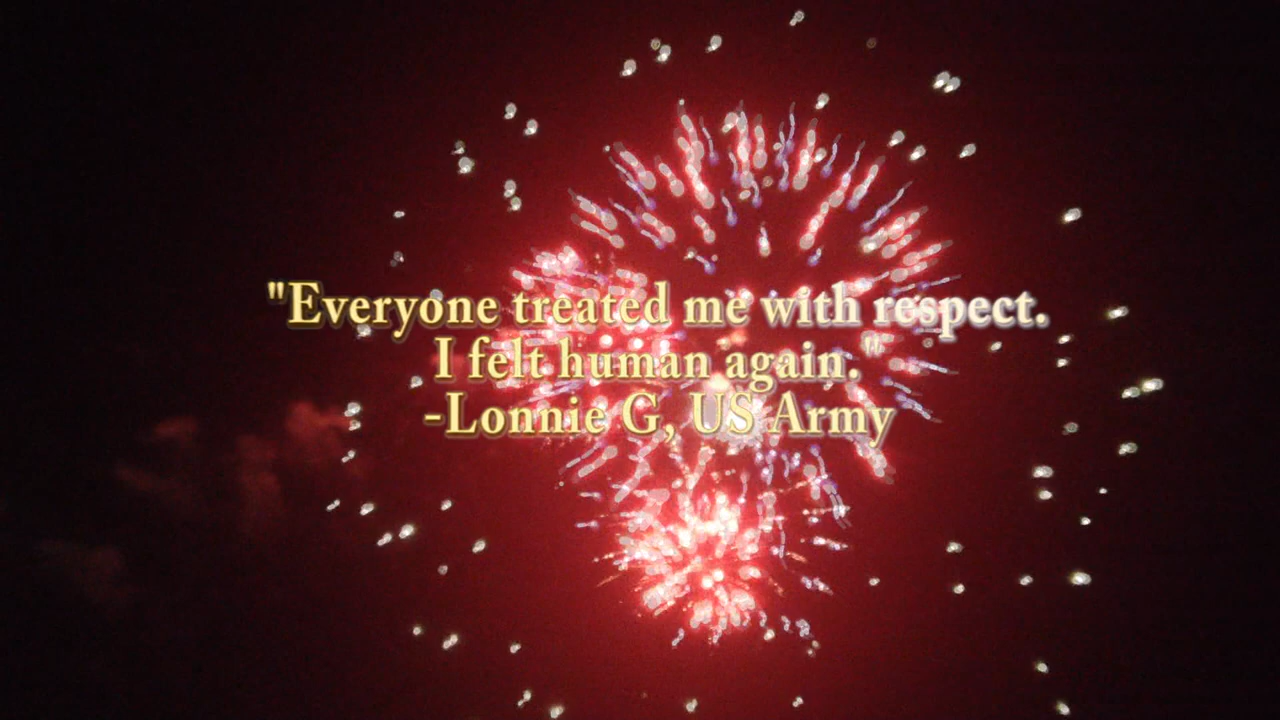 "Everyone treated me with respect.
I felt human again."
-Lonnie G, US Army